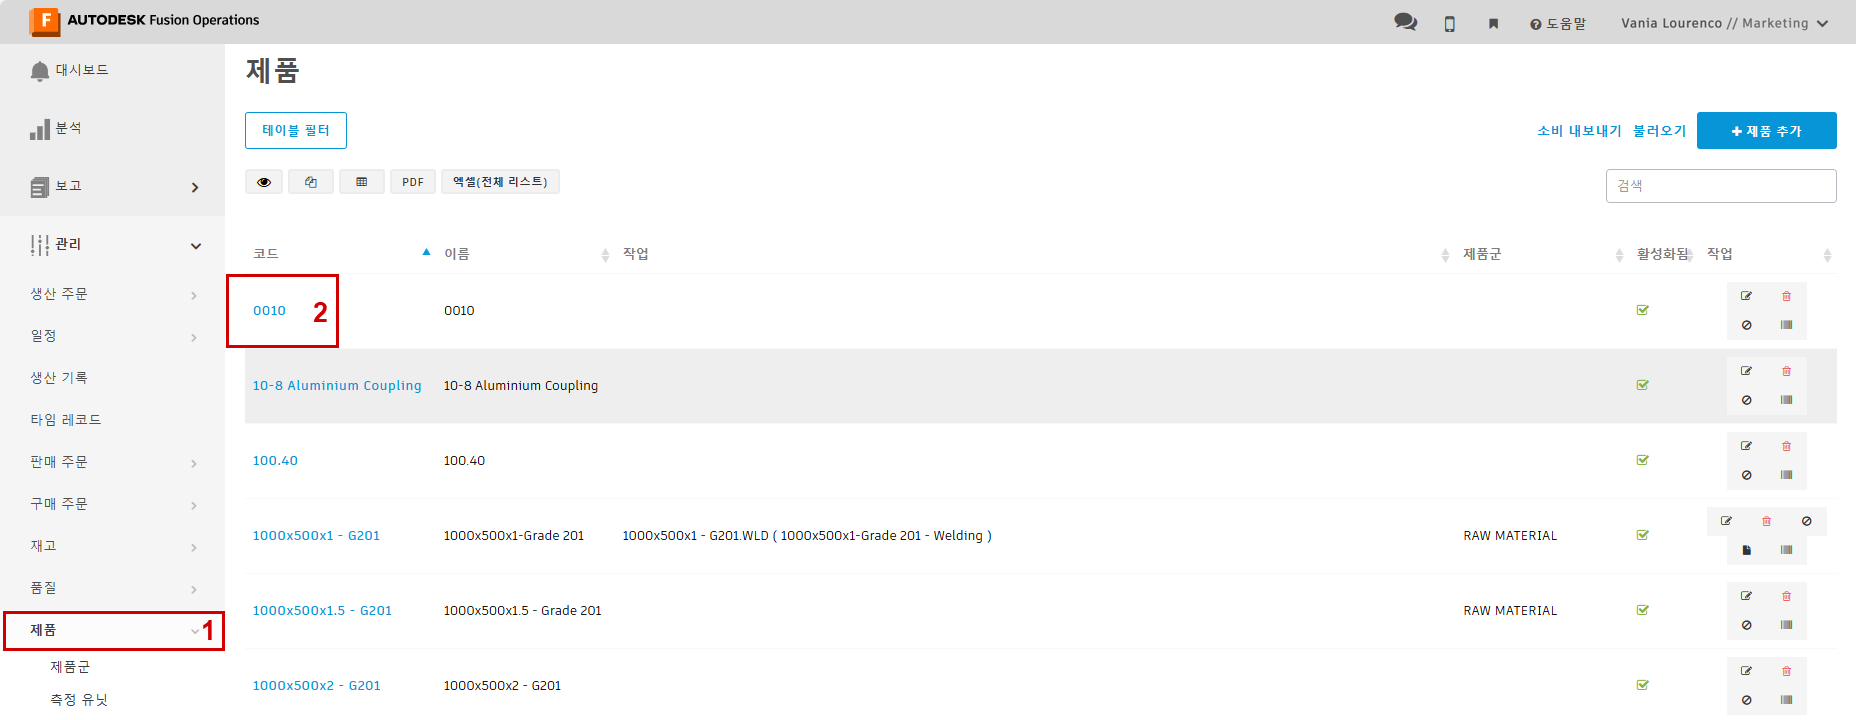 F AUTODESK Fusion Operations
도움말
Vania Lourenco // Marketing
대시보드
분석
보고
관리
생산 주문
일정
생산 기록
타임 레코드
판매 주문
구매 주문
재고
품질
제품
1
제품군
측정 유닛
제품
테이블 필터
소비 내보내기 불러오기 제품 추가
PDF 엑셀(전체 리스트)
검색
코드 이름 작업 제품군 활성화됨 작업
0010 2 0010
10-8 Aluminium Coupling 10-8 Aluminium Coupling
100.40 100.40
1000x500x1 - G201 1000x500x1-Grade 201 1000x500x1 - G201.WLD ( 1000x500x1-Grade 201 - Welding ) RAW MATERIAL
1000x500x1.5 - G201 1000x500x1.5 - Grade 201 RAW MATERIAL
1000x500x2 - G201 1000x500x2 - G201